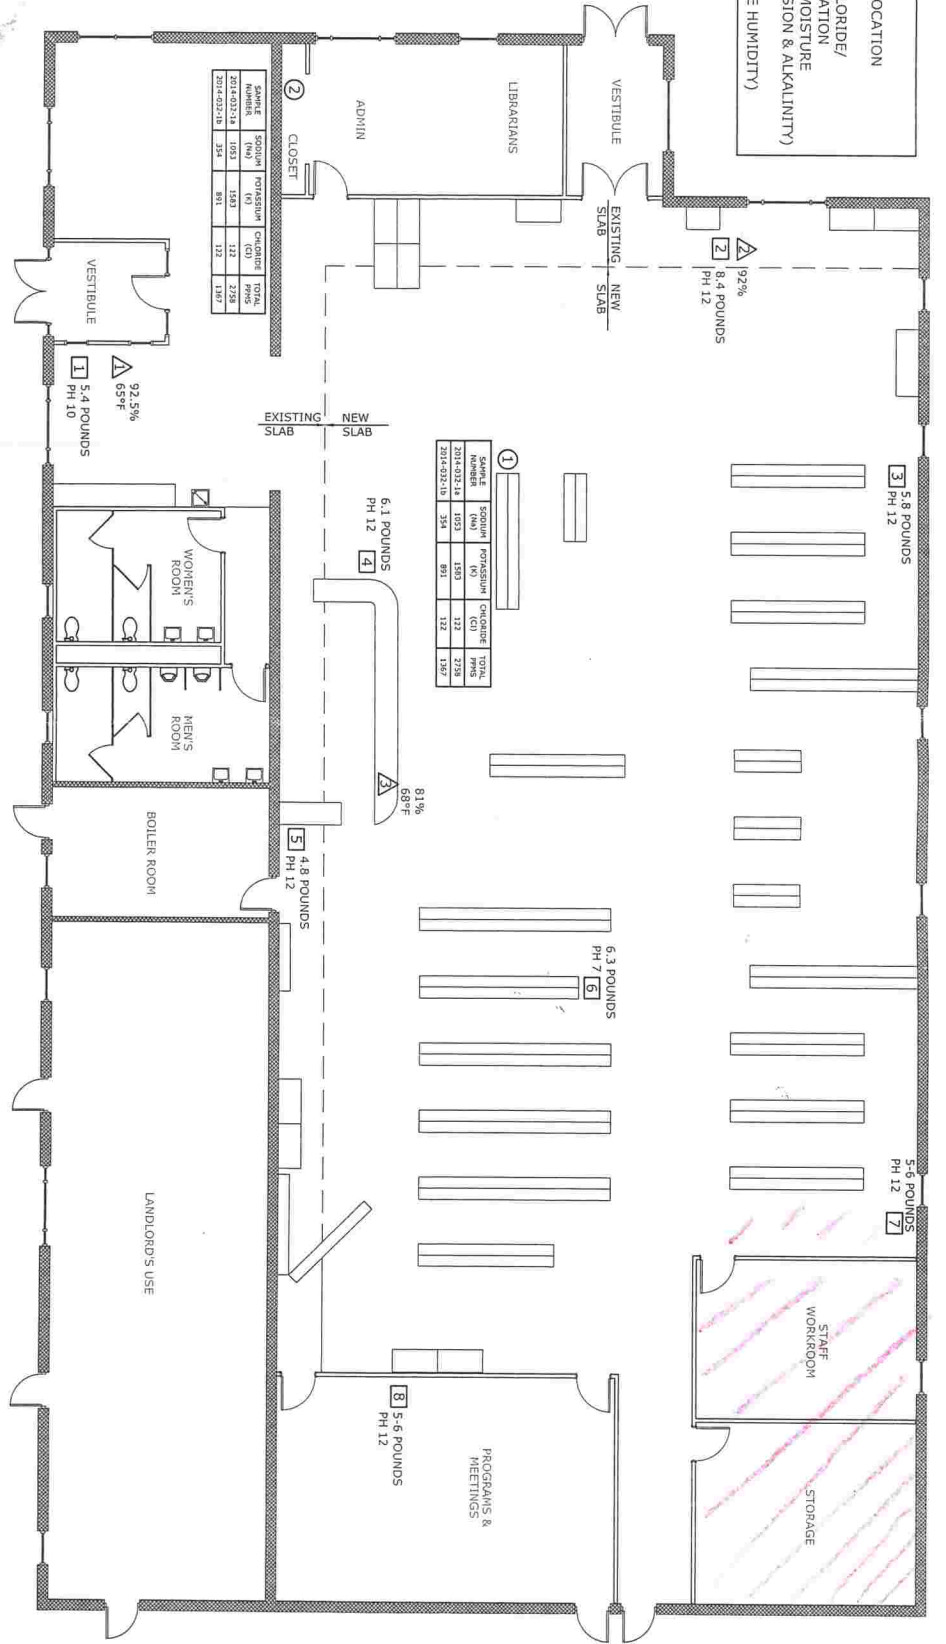 OCATION
LORIDE/
ATION
MOISTURE
SION & ALKALINITY)
E HUMIDITY)
VESTIBULE
LIBRARIANS
ADMIN
CLOSET
2
SAMPLE NUMBER SODIUM (Na) POTASSIUM (K) CHLORIDE (Cl) TOTAL PPMS
2014-032-1a 1053 1583 122 2758
2014-032-1b 354 891 122 1367
VESTIBULE
EXISTING SLAB
NEW SLAB
2 92%
2 8.4 POUNDS
PH 12
1 92.5%
65°F
1 5.4 POUNDS
PH 10
EXISTING SLAB
NEW SLAB
3 5.8 POUNDS
PH 12
1
SAMPLE NUMBER SODIUM (Na) POTASSIUM (K) CHLORIDE (Cl) TOTAL PPMS
2014-032-1a 1053 1583 122 2758
2014-032-1b 354 891 122 1367
6.1 POUNDS
PH 12 4
WOMEN'S
ROOM
MEN'S
ROOM
81%
3 68°F
BOILER ROOM
5 4.8 POUNDS
PH 12
6.3 POUNDS
PH 7 6
5-6 POUNDS
PH 12 7
LANDLORD'S USE
STAFF
WORKROOM
8 5-6 POUNDS
PH 12
PROGRAMS &
MEETINGS
STORAGE